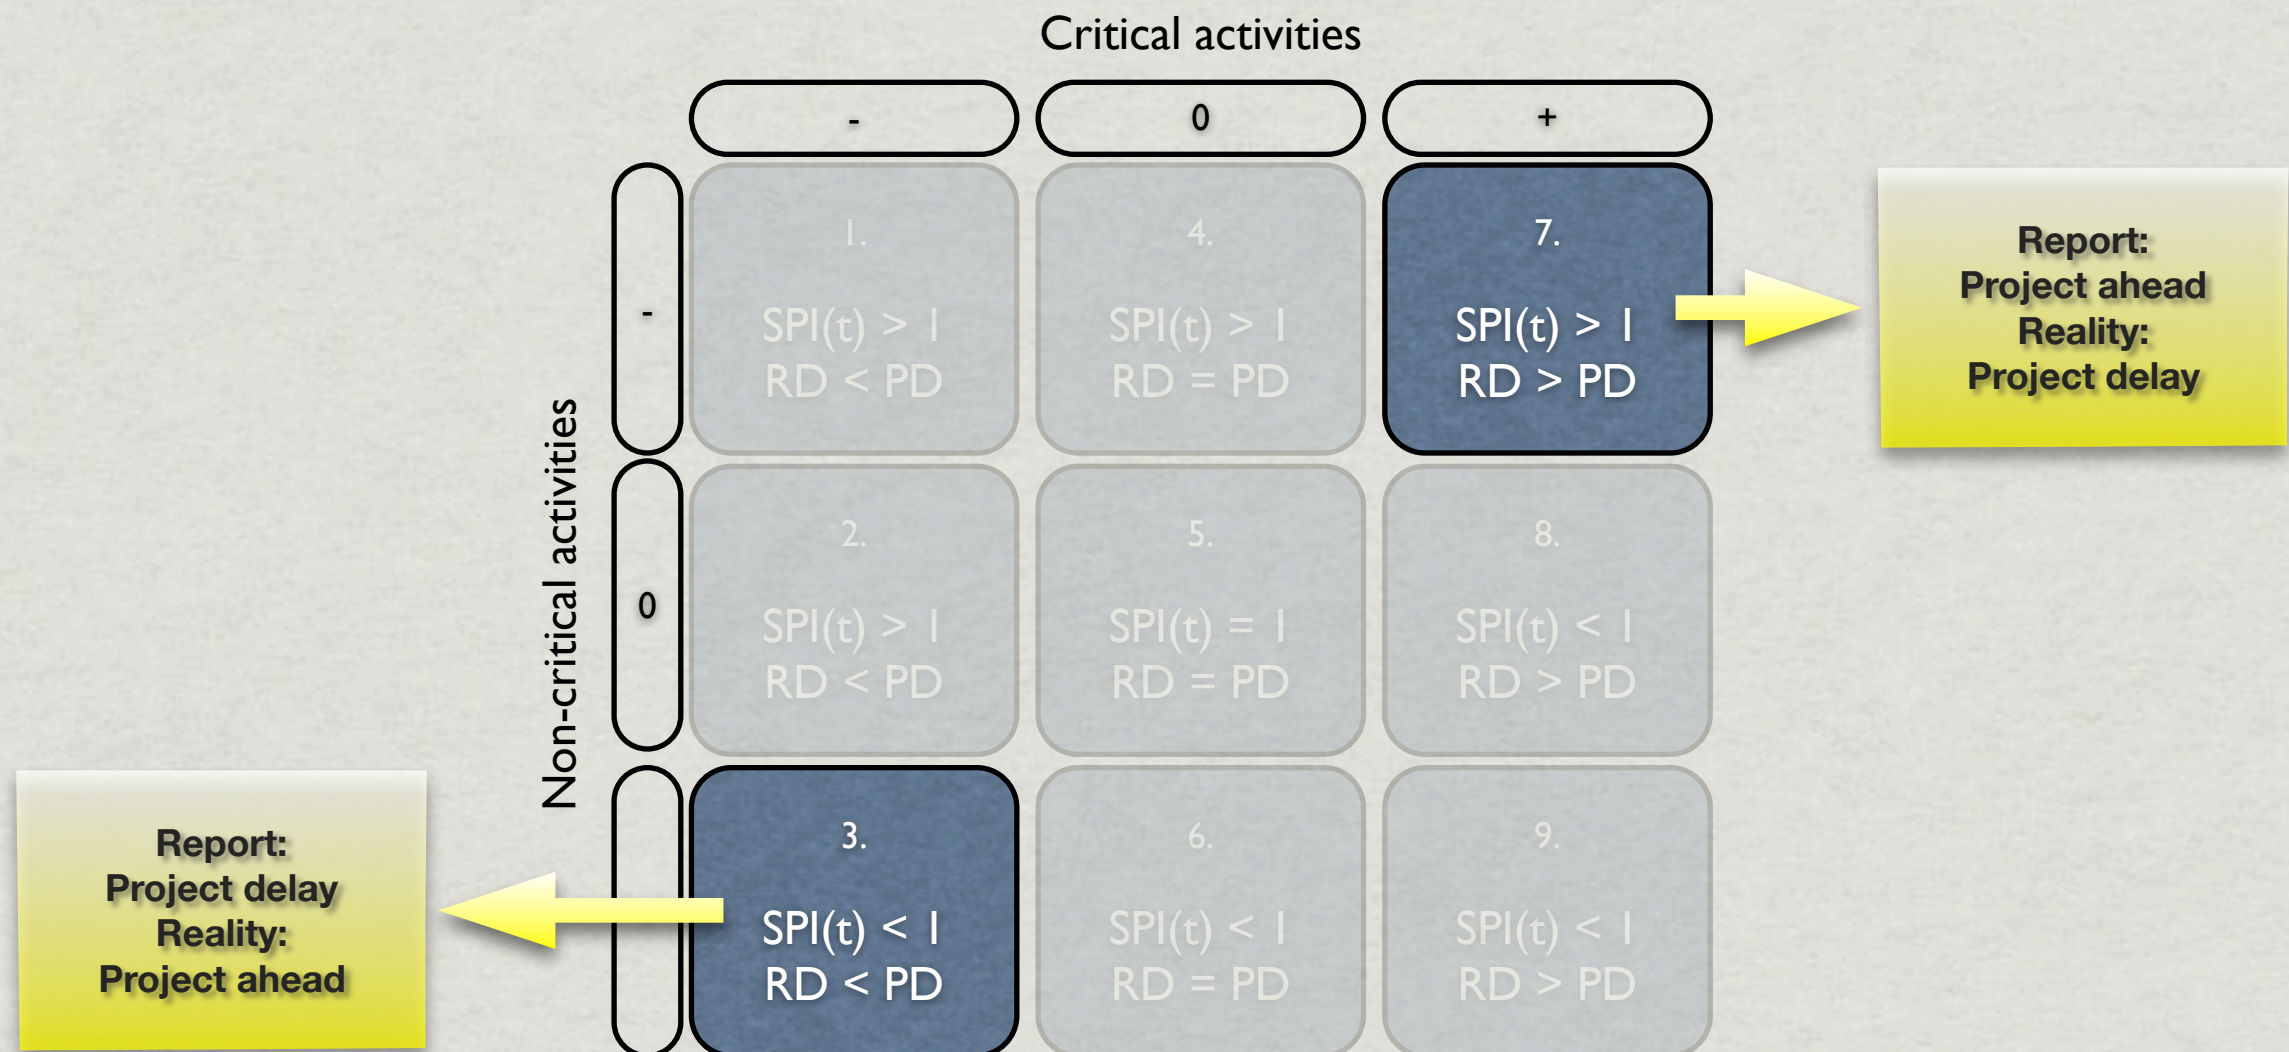 Critical activities
-
0
+
Non-critical activities
-
0
1.
SPI(t) > 1
RD < PD
4.
SPI(t) > 1
RD = PD
7.
SPI(t) > 1
RD > PD
Report:
Project ahead
Reality:
Project delay
2.
SPI(t) > 1
RD < PD
5.
SPI(t) = 1
RD = PD
8.
SPI(t) < 1
RD > PD
Report:
Project delay
Reality:
Project ahead
3.
SPI(t) < 1
RD < PD
6.
SPI(t) < 1
RD = PD
9.
SPI(t) < 1
RD > PD